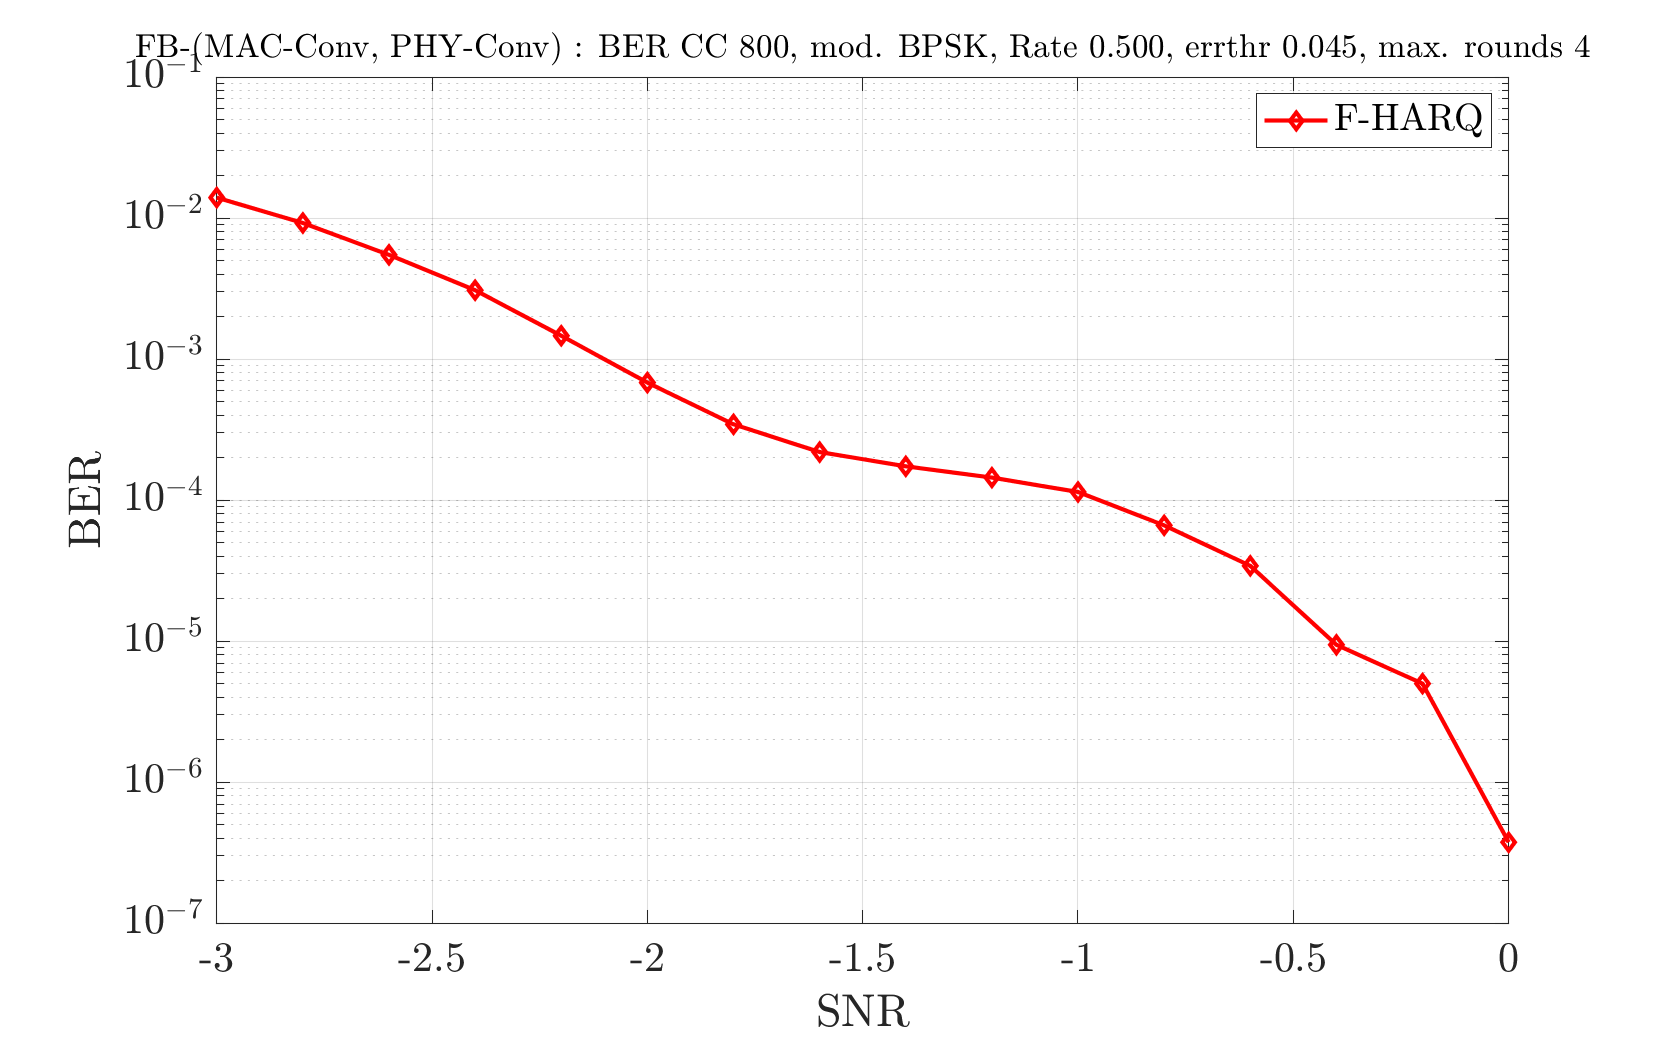 FB-(MAC-Conv, PHY-Conv) : BER CC 800, mod. BPSK, Rate 0.500, errthr 0.045, max. rounds 4
F-HARQ
10^{-1}
10^{-2}
10^{-3}
10^{-4}
10^{-5}
10^{-6}
10^{-7}
BER
-3 -2.5 -2 -1.5 -1 -0.5 0
SNR